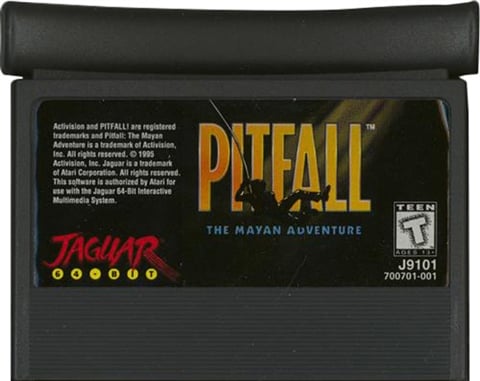 Activision and PITFALL! are registered
trademarks and Pitfall: The Mayan
Adventure is a trademark of Activision,
Inc. All rights reserved. © 1995
Activision, Inc. Jaguar is a trademark
of Atari Corporation. All rights reserved.
This software is authorized by Atari for
use with the Jaguar 64-Bit Interactive
Multimedia System.
PITFALL™
THE MAYAN ADVENTURE
JAGUAR
64-BIT
TEEN
T
AGES 13+
J9101
700701-001